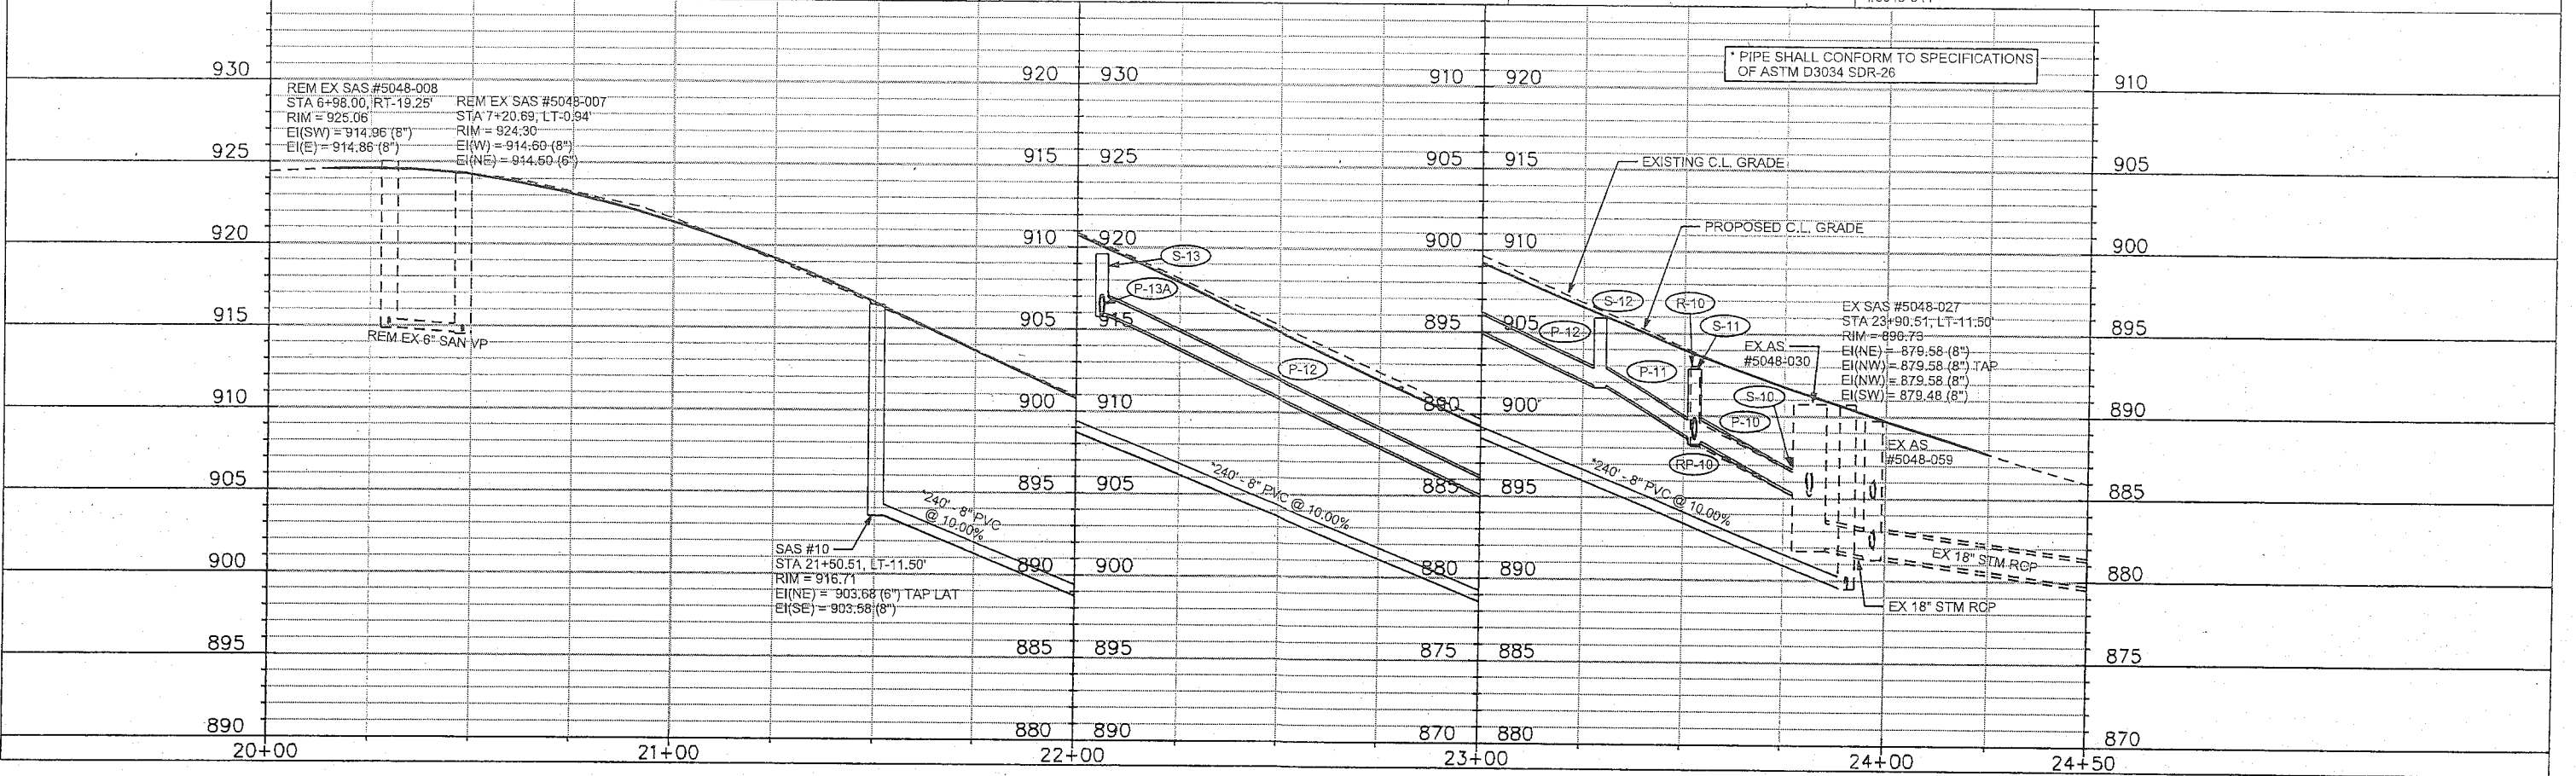 * PIPE SHALL CONFORM TO SPECIFICATIONS
OF ASTM D3034 SDR-26
930
925
920
915
910
905
900
895
890
REM EX SAS #5048-008
STA 6+98.00, RT-19.25'
RIM = 925.06
EI(SW) = 914.96 (8")
EI(E) = 914.86 (8")
REM EX SAS #5048-007
STA 7+20.69, LT-0.94'
RIM = 924.30
EI(W) = 914.60 (8")
EI(NE) = 914.50 (6")
REM EX 6" SAN VP
SAS #10
STA 21+50.51, LT-11.50'
RIM = 916.71
EI(NE) = 903.68 (6") TAP LAT
EI(SE) = 903.58 (8")
*240' - 8" PVC
@ 10.00%
920 930
915 925
910 920
905 915
900 910
895 905
890 900
885 895
880 890
S-13
P-13A
P-12
*240' - 8" PVC @ 10.00%
910 920
905 915
900 910
895 905
890 900
885 895
880 890
875 885
870 880
EXISTING C.L. GRADE
PROPOSED C.L. GRADE
S-12
R-10
P-12
S-11
P-11
S-10
P-10
RP-10
*240' - 8" PVC @ 10.00%
EX AS
#5048-030
EX SAS #5048-027
STA 23+90.51, LT-11.50'
RIM = 890.73
EI(NE) = 879.58 (8")
EI(NW) = 879.58 (8") TAP
EI(NW) = 879.58 (8")
EI(SW) = 879.48 (8")
EX AS
#5048-059
EX 18" STM RCP
EX 18" STM RCP
910
905
900
895
890
885
880
875
870
20+00
21+00
22+00
23+00
24+00
24+50